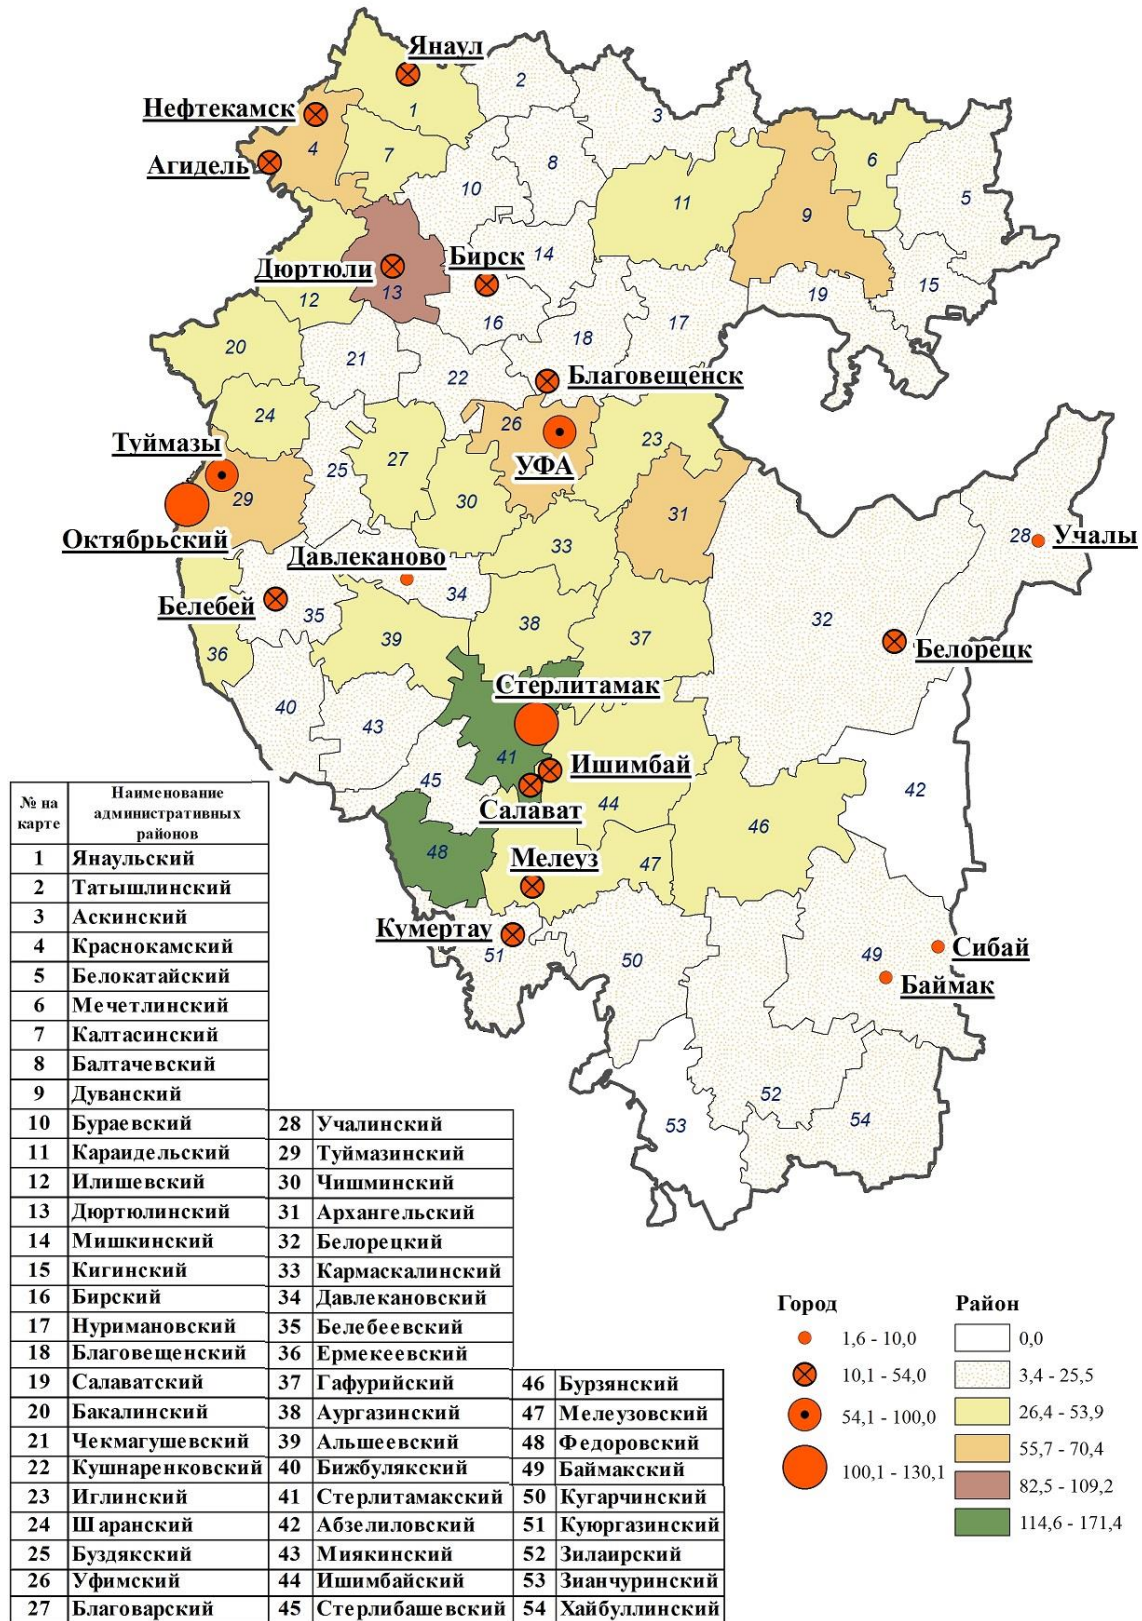 Янаул
2
Нефтекамск
1
3
4
7
8
6
Агидель
10
11
5
9
Бирск
14
Дюртюли
13
12
19
15
16
17
18
20
21
22
Благовещенск
24
26
23
Туймазы
25
27
УФА
29
30
31
Октябрьский
33
28
Учалы
Давлеканово
34
Белебей
35
32
38
37
39
36
Белорецк
Стерлитамак
40
43
41
Ишимбай
45
42
Салават
44
46
48
Мелеуз
47
Кумертау
51
50
49
Сибай
Баймак
52
53
54
№ на карте
Наименование
административных
районов
1 Янаульский
2 Татышлинский
3 Аскинский
4 Краснокамский
5 Белокатайский
6 Мечетлинский
7 Калтасинский
8 Балтачевский
9 Дуванский
10 Бураевский
11 Караидельский
12 Илишевский
13 Дюртюлинский
14 Мишкинский
15 Кигинский
16 Бирский
17 Нуримановский
18 Благовещенский
19 Салаватский
20 Бакалинский
21 Чекмагушевский
22 Кушнаренковский
23 Иглинский
24 Шаранский
25 Буздякский
26 Уфимский
27 Благоварский
28 Учалинский
29 Туймазинский
30 Чишминский
31 Архангельский
32 Белорецкий
33 Кармаскалинский
34 Давлекановский
35 Белебеевский
36 Ермекеевский
37 Гафурийский
38 Аургазинский
39 Альшеевский
40 Бижбулякский
41 Стерлитамакский
42 Абзелиловский
43 Миякинский
44 Ишимбайский
45 Стерлибашевский
46 Бурзянский
47 Мелеузовский
48 Федоровский
49 Баймакский
50 Кугарчинский
51 Куюргазинский
52 Зилаирский
53 Зианчуринский
54 Хайбуллинский
Город
1,6 - 10,0
10,1 - 54,0
54,1 - 100,0
100,1 - 130,1
Район
0,0
3,4 - 25,5
26,4 - 53,9
55,7 - 70,4
82,5 - 109,2
114,6 - 171,4